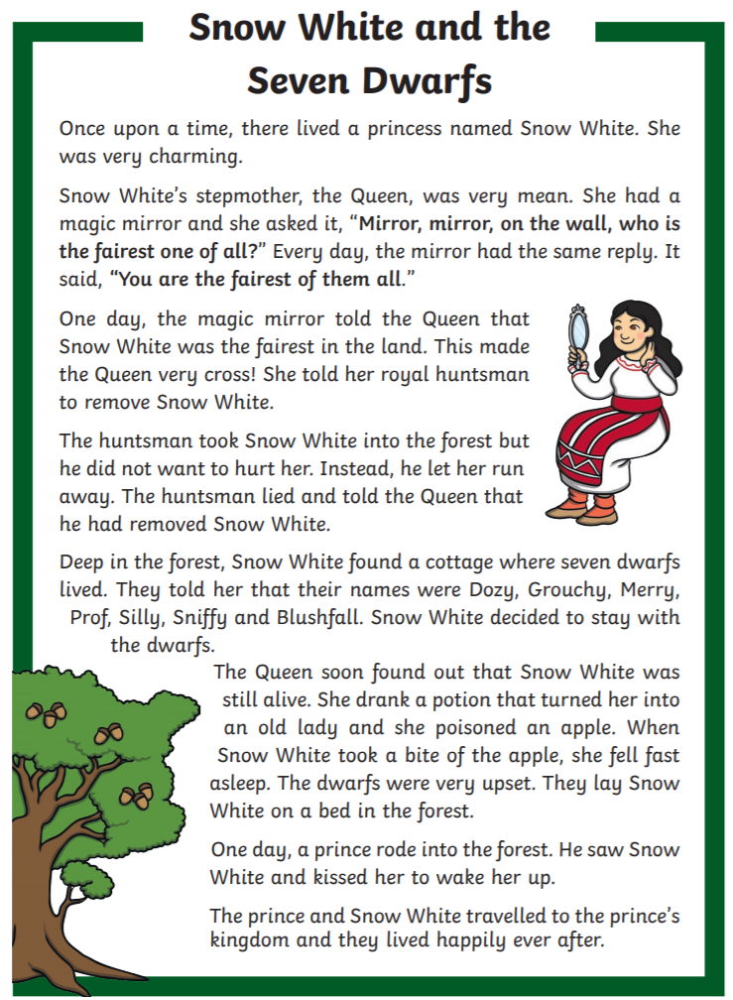 Snow White and the
Seven Dwarfs
Once upon a time, there lived a princess named Snow White. She
was very charming.
Snow White’s stepmother, the Queen, was very mean. She had a
magic mirror and she asked it, “Mirror, mirror, on the wall, who is
the fairest one of all?” Every day, the mirror had the same reply. It
said, “You are the fairest of them all.”
One day, the magic mirror told the Queen that
Snow White was the fairest in the land. This made
the Queen very cross! She told her royal huntsman
to remove Snow White.
The huntsman took Snow White into the forest but
he did not want to hurt her. Instead, he let her run
away. The huntsman lied and told the Queen that
he had removed Snow White.
Deep in the forest, Snow White found a cottage where seven dwarfs
lived. They told her that their names were Dozy, Grouchy, Merry,
Prof, Silly, Sniffy and Blushfall. Snow White decided to stay with
the dwarfs.
The Queen soon found out that Snow White was
still alive. She drank a potion that turned her into
an old lady and she poisoned an apple. When
Snow White took a bite of the apple, she fell fast
asleep. The dwarfs were very upset. They lay Snow
White on a bed in the forest.
One day, a prince rode into the forest. He saw Snow
White and kissed her to wake her up.
The prince and Snow White travelled to the prince’s
kingdom and they lived happily ever after.